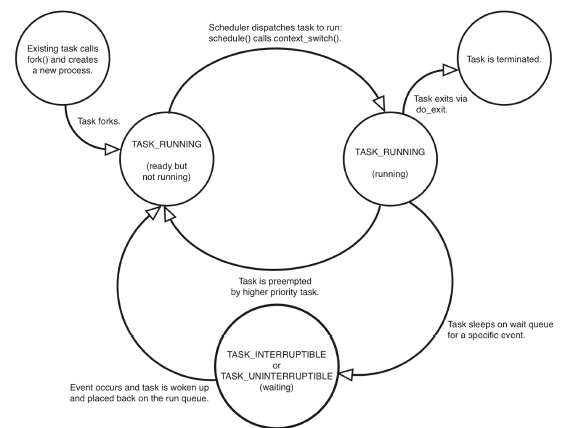 Scheduler dispatches task to run:
schedule() calls context_switch().
Existing task calls
fork() and creates
a new process.
Task is terminated.
Task forks.
Task exits via
do_exit.
TASK_RUNNING
(ready but
not running)
TASK_RUNNING
(running)
Task is preempted
by higher priority task.
Task sleeps on wait queue
for a specific event.
TASK_INTERRUPTIBLE
or
TASK_UNINTERRUPTIBLE
(waiting)
Event occurs and task is woken up
and placed back on the run queue.